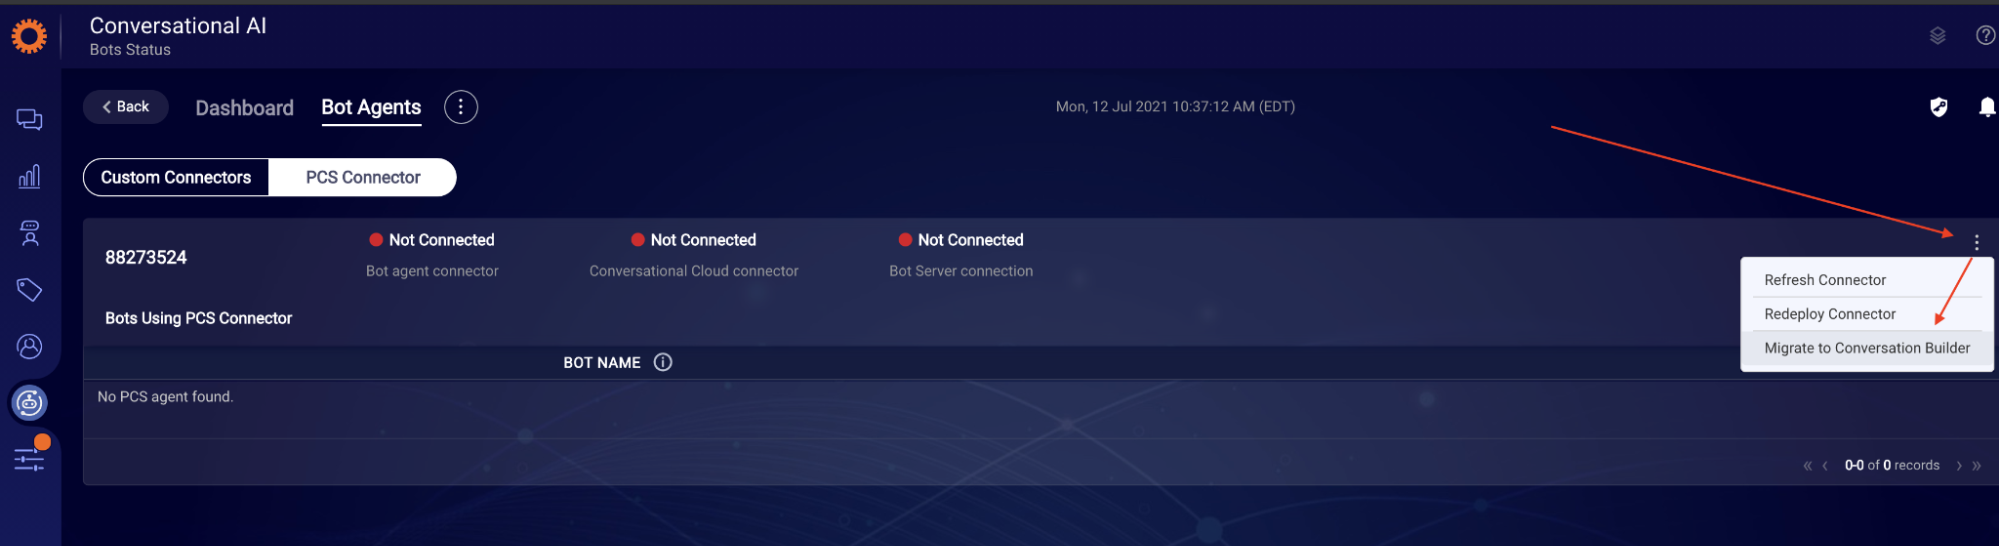 Conversational AI
Bots Status
Back
Dashboard
Bot Agents
Mon, 12 Jul 2021 10:37:12 AM (EDT)
Custom Connectors
PCS Connector
88273524
Not Connected
Bot agent connector
Not Connected
Conversational Cloud connector
Not Connected
Bot Server connection
Refresh Connector
Redeploy Connector
Migrate to Conversation Builder
Bots Using PCS Connector
BOT NAME
No PCS agent found.
« ‹ 0-0 of 0 records › »